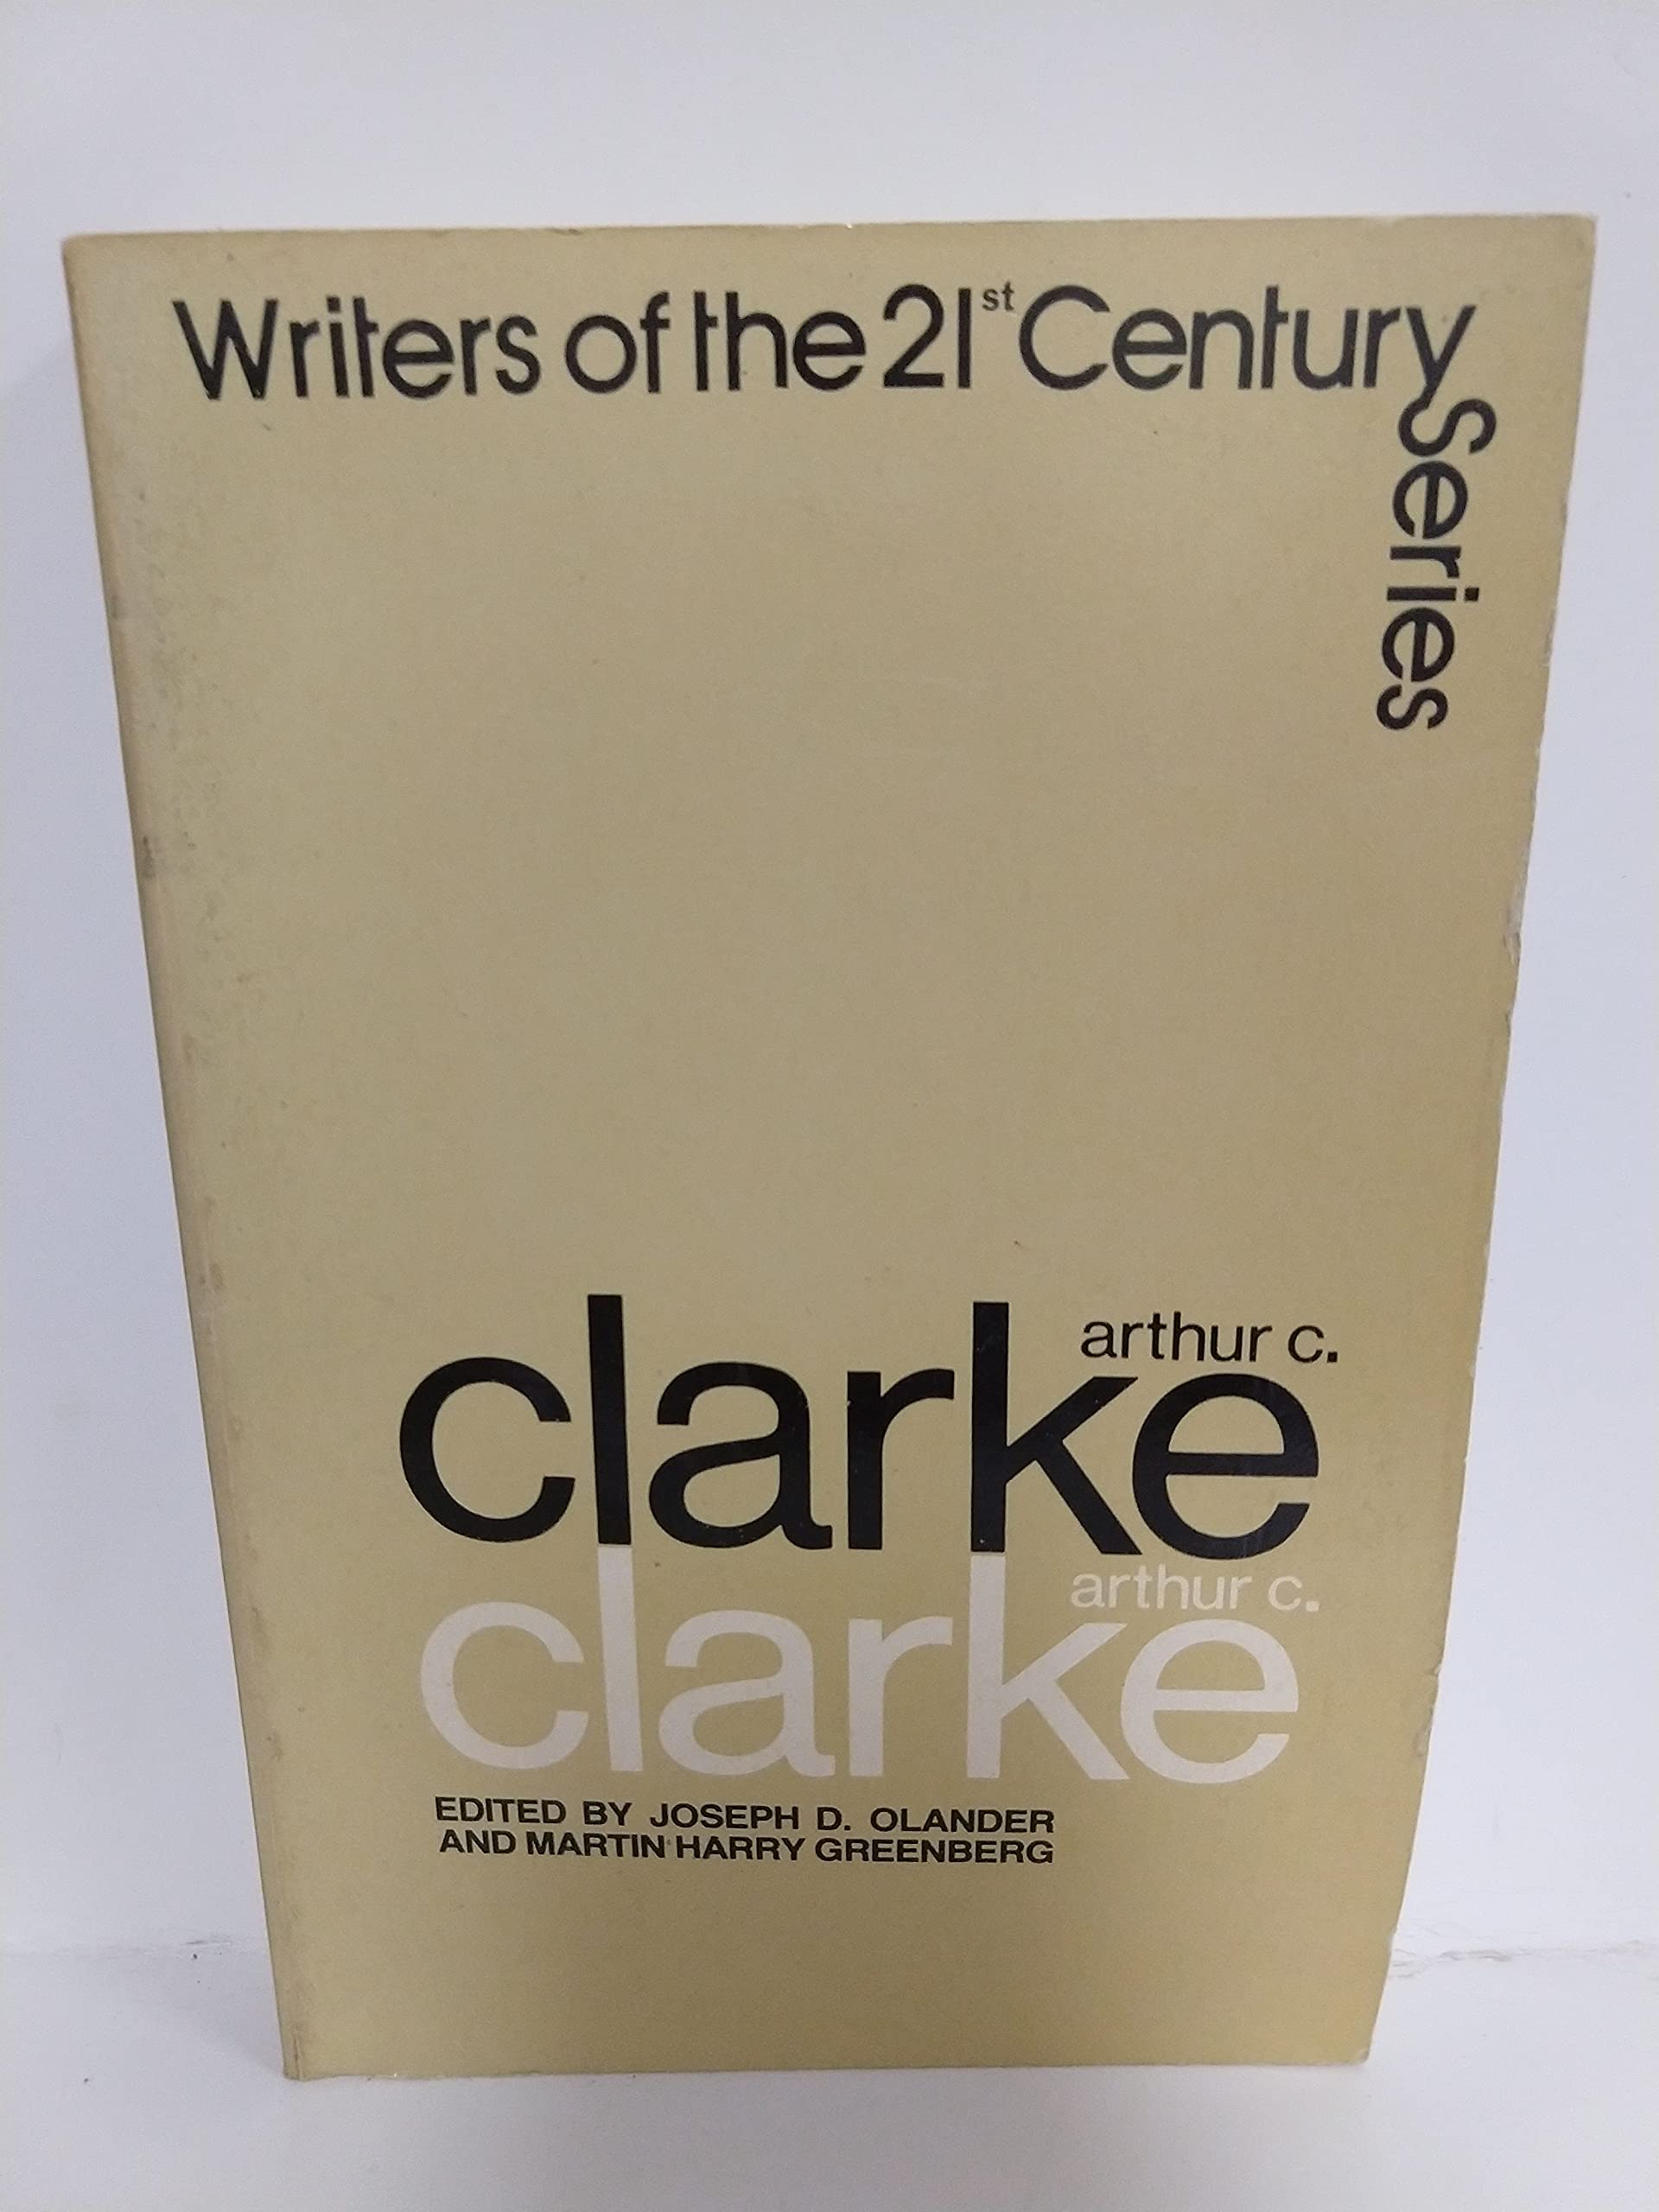 Writers of the 21st Century
Series
arthur c.
clarke
arthur c.
clarke
EDITED BY JOSEPH D. OLANDER
AND MARTIN HARRY GREENBERG